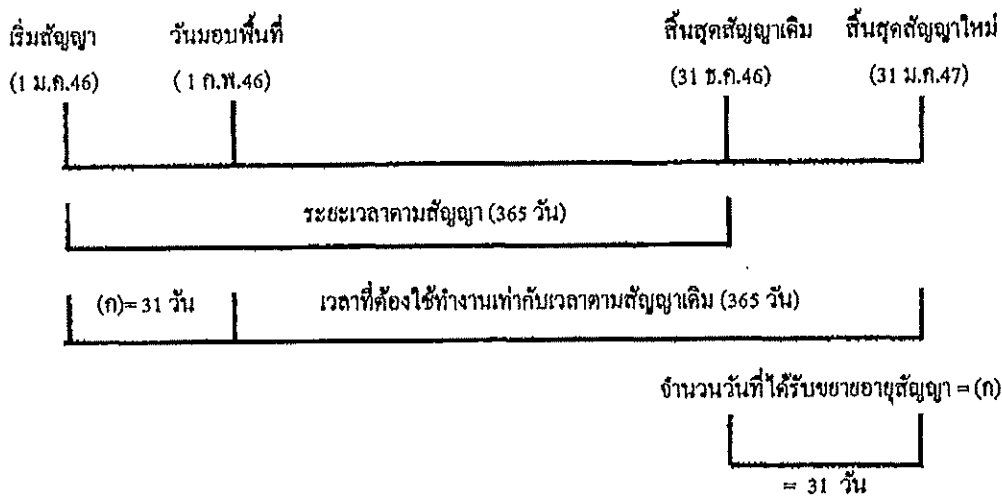 เริ่มสัญญา วันมอบพื้นที่ สิ้นสุดสัญญาเดิม สิ้นสุดสัญญาใหม่
(1 ม.ค.46) (1 ก.พ.46) (31 ธ.ค.46) (31 ม.ค.47)
ระยะเวลาตามสัญญา (365 วัน)
(ก)= 31 วัน เวลาที่ต้องใช้ทำงานเท่ากับเวลาตามสัญญาเดิม (365 วัน)
จำนวนวันที่ได้รับขยายอายุสัญญา = (ก)
= 31 วัน